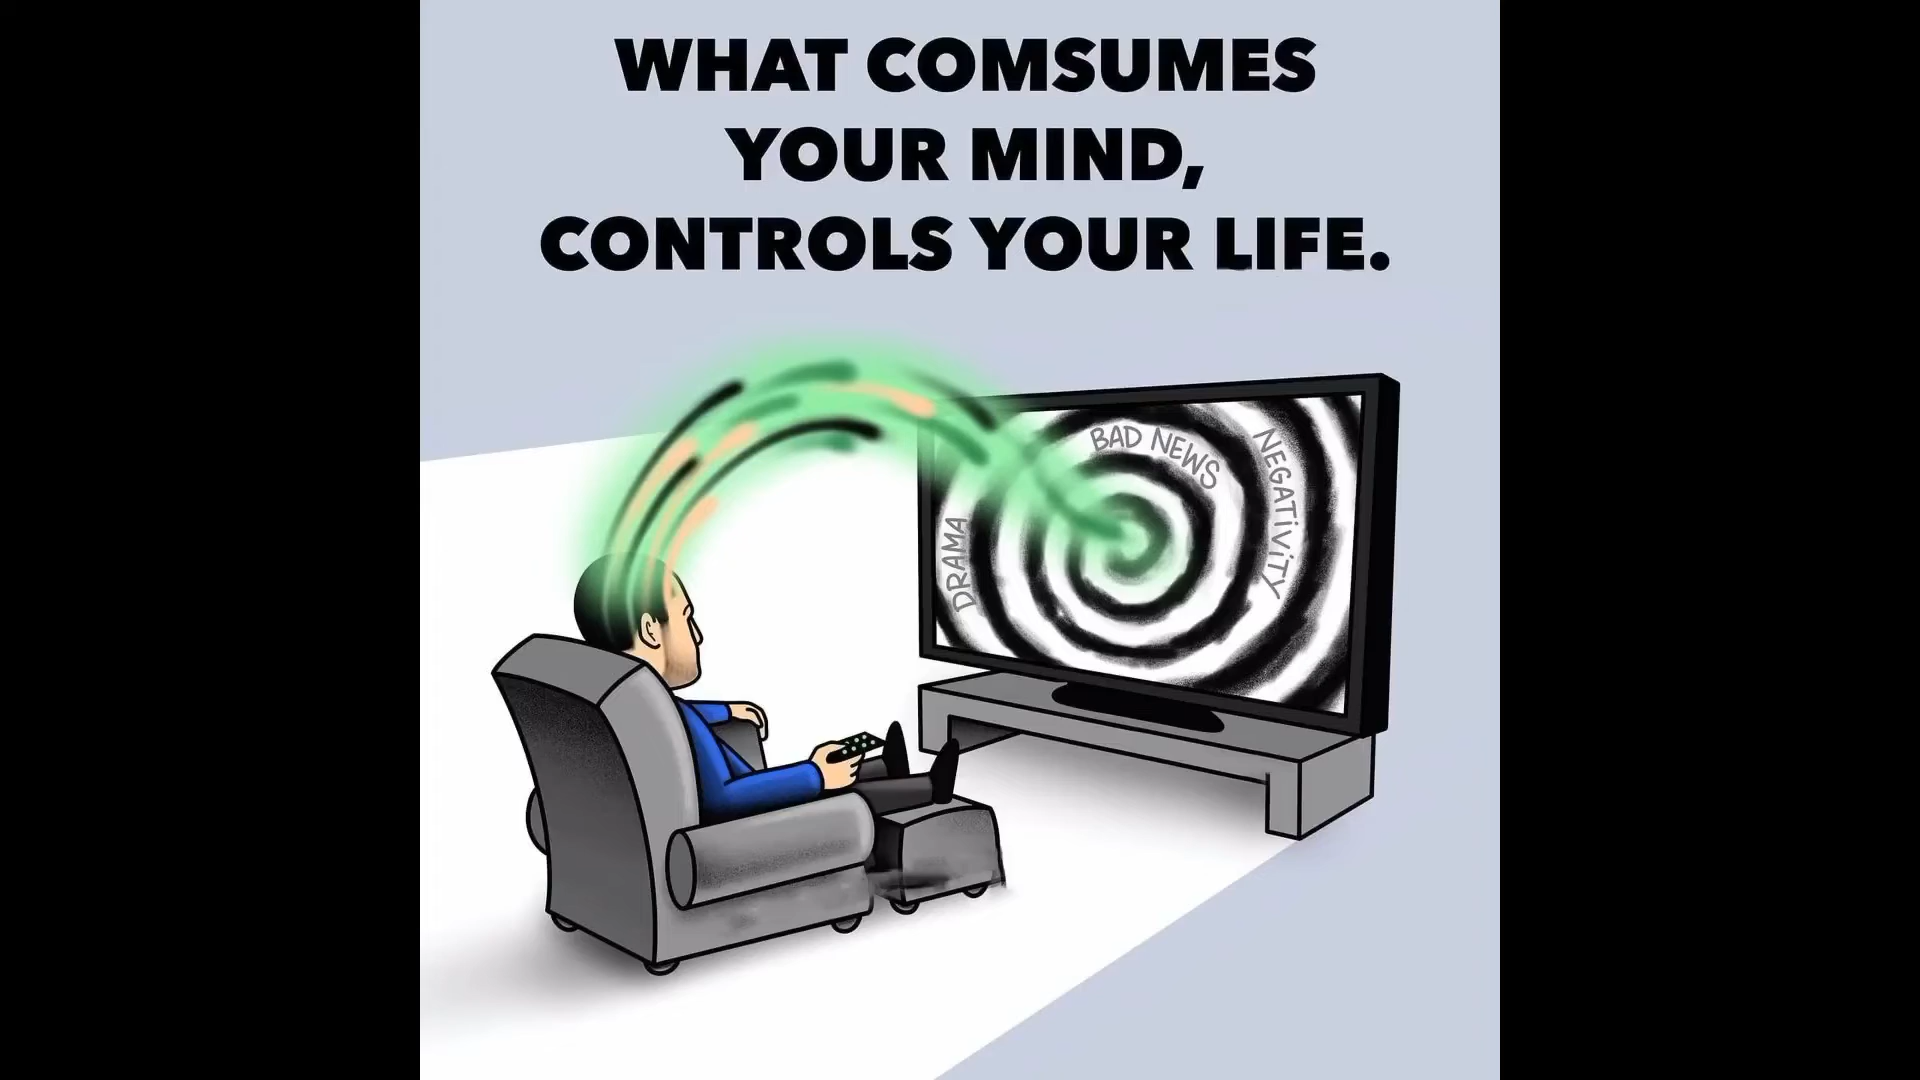 WHAT COMSUMES
YOUR MIND,
CONTROLS YOUR LIFE.
BAD NEWS
NEGATIVITY
DRAMA